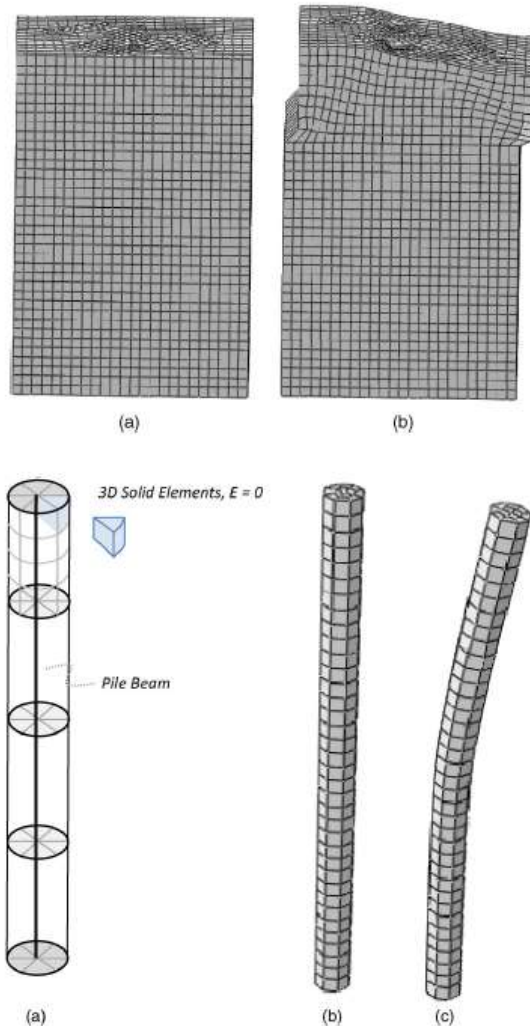 (a)
(b)
3D Solid Elements, E = 0
Pile Beam
(a)
(b)
(c)